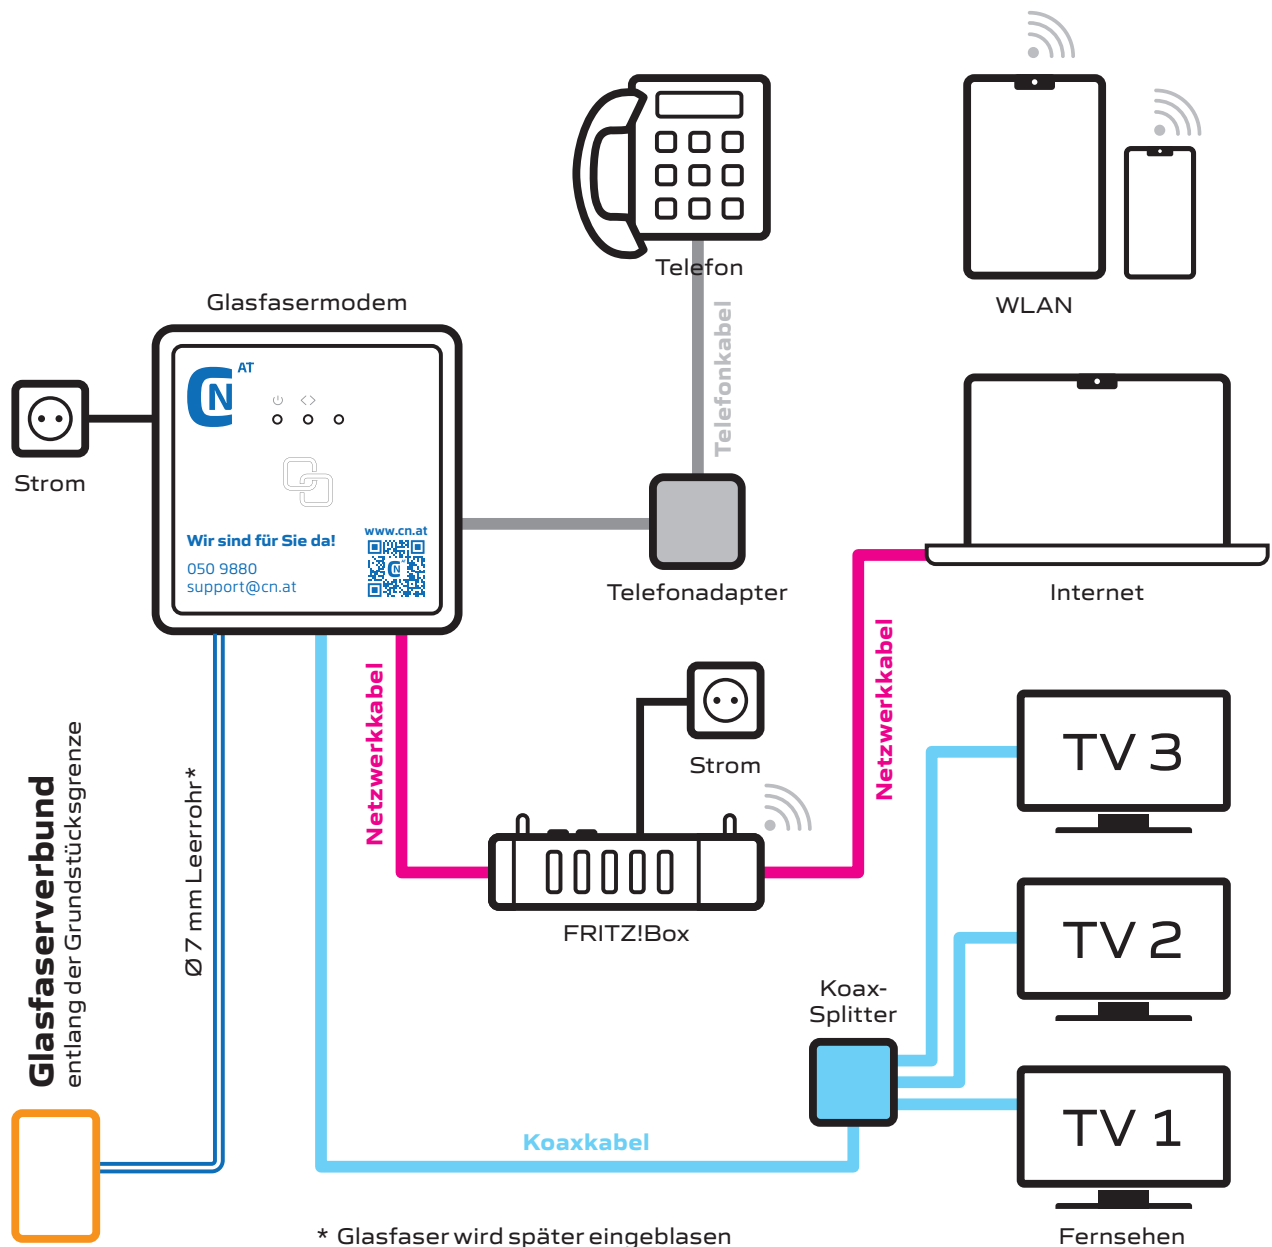 Telefon
WLAN
Glasfasermodem
Telefonkabel
CN AT
Strom
Wir sind für Sie da!
050 9880
support@cn.at
www.cn.at
CN
Telefonadapter
Internet
Netzwerkkabel
Strom
Netzwerkkabel
FRITZ!Box
Glasfaserverbund
entlang der Grundstücksgrenze
Ø 7 mm Leerrohr*
TV 3
TV 2
Koax-
Splitter
TV 1
Koaxkabel
* Glasfaser wird später eingeblasen
Fernsehen